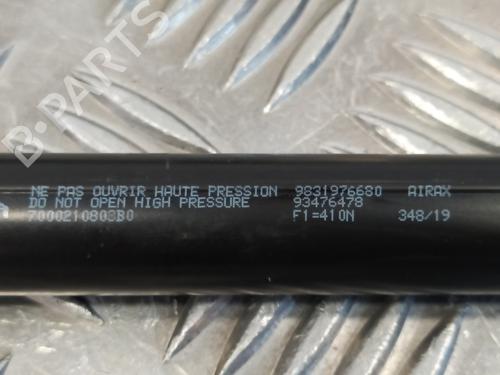 NE PAS OUVRIR HAUTE PRESSION 9831976680 AIRAX
DO NOT OPEN HIGH PRESSURE 93476478
7000210803B0 F1=410N 348/19
B-PARTS